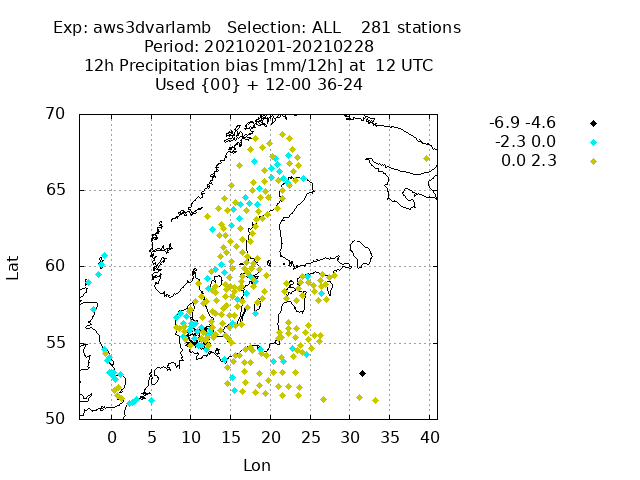 Exp: aws3dvarlamb   Selection: ALL    281 stations
Period: 20210201-20210228
12h Precipitation bias [mm/12h] at  12 UTC
Used {00} + 12-00 36-24
-6.9 -4.6
-2.3 0.0
0.0 2.3
70
65
60
55
50
Lat
0 5 10 15 20 25 30 35 40
Lon